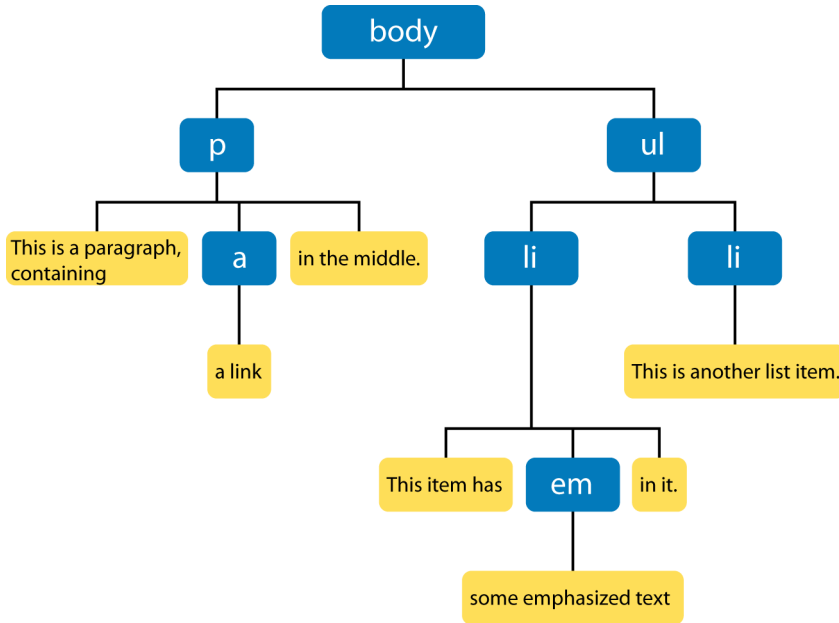 body
p
ul
This is a paragraph,
containing
a
in the middle.
li
li
a link
This is another list item.
This item has
em
in it.
some emphasized text